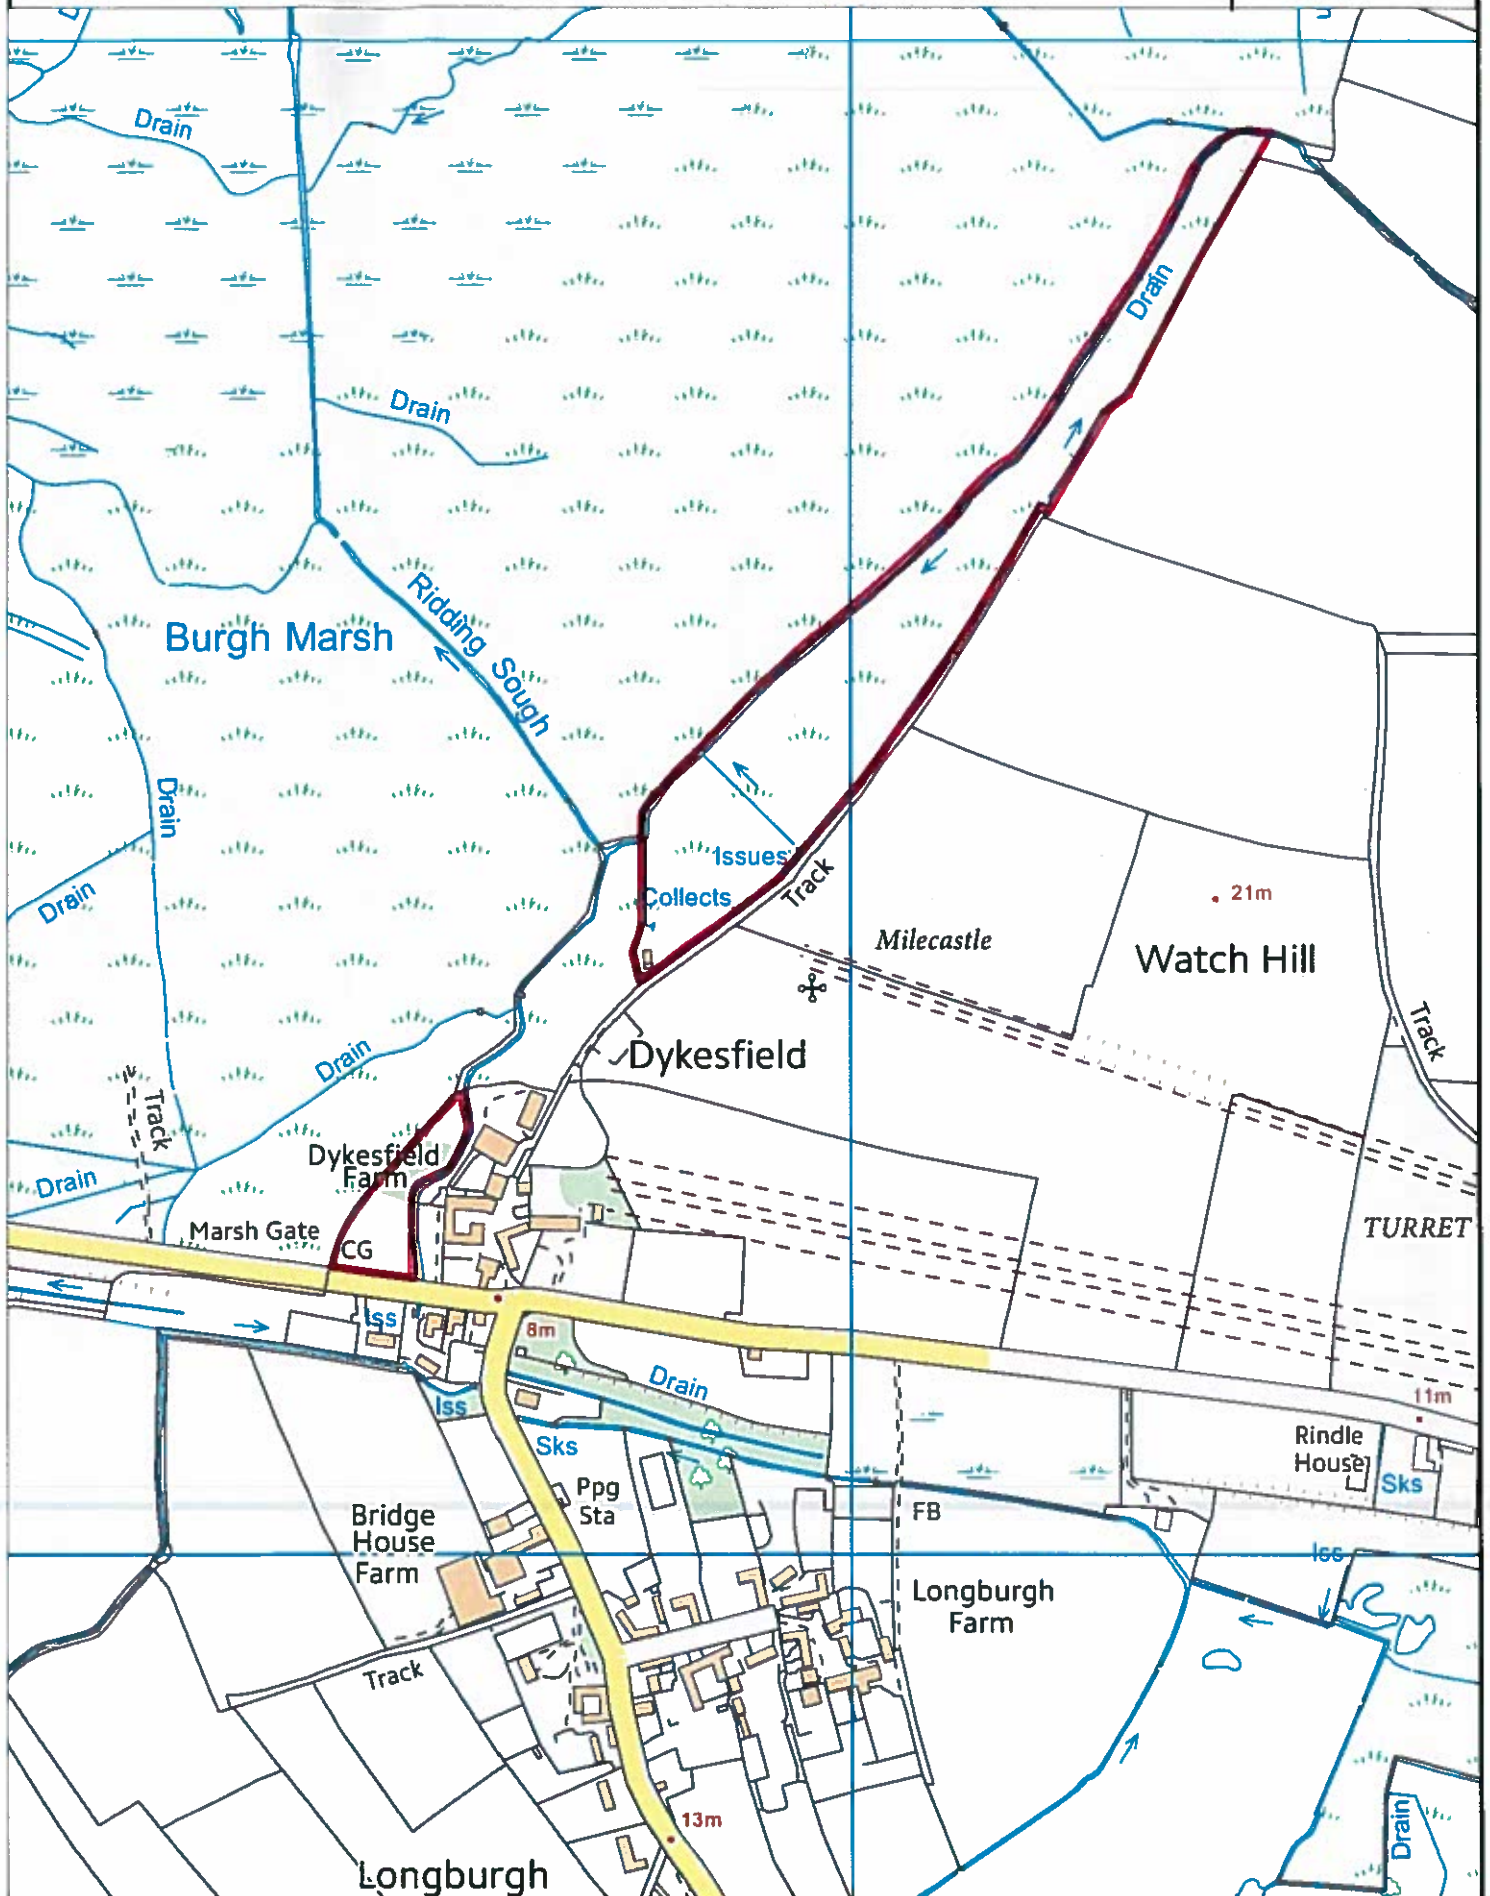 Drain
Drain
Drain
Ridding Sough
Burgh Marsh
Drain
Issues
Track
Collects
21m
Drain
Milecastle
Watch Hill
Track
Dykesfield
Drain
Track
Dykesfield
Farm
Drain
Marsh Gate
CG
TURRET
Iss
8m
Drain
Iss
11m
Sks
Rindle
House
Sks
Ppg
Sta
Bridge
House
Farm
FB
Iss
Longburgh
Farm
Track
13m
Drain
Longburgh